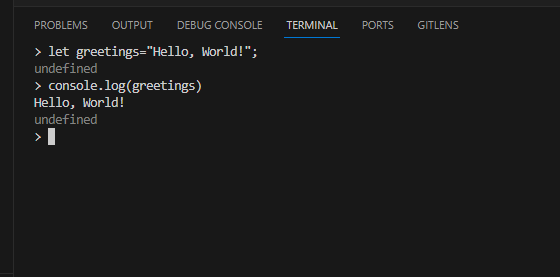 PROBLEMS OUTPUT DEBUG CONSOLE TERMINAL PORTS GITLENS
> let greetings="Hello, World!";
undefined
> console.log(greetings)
Hello, World!
undefined
>